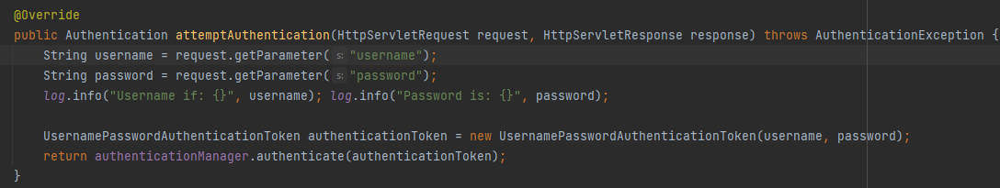 @Override
public Authentication attemptAuthentication(HttpServletRequest request, HttpServletResponse response) throws AuthenticationException {
String username = request.getParameter( s: "username");
String password = request.getParameter( s: "password");
log.info("Username if: {}", username); log.info("Password is: {}", password);
UsernamePasswordAuthenticationToken authenticationToken = new UsernamePasswordAuthenticationToken(username, password);
return authenticationManager.authenticate(authenticationToken);
}